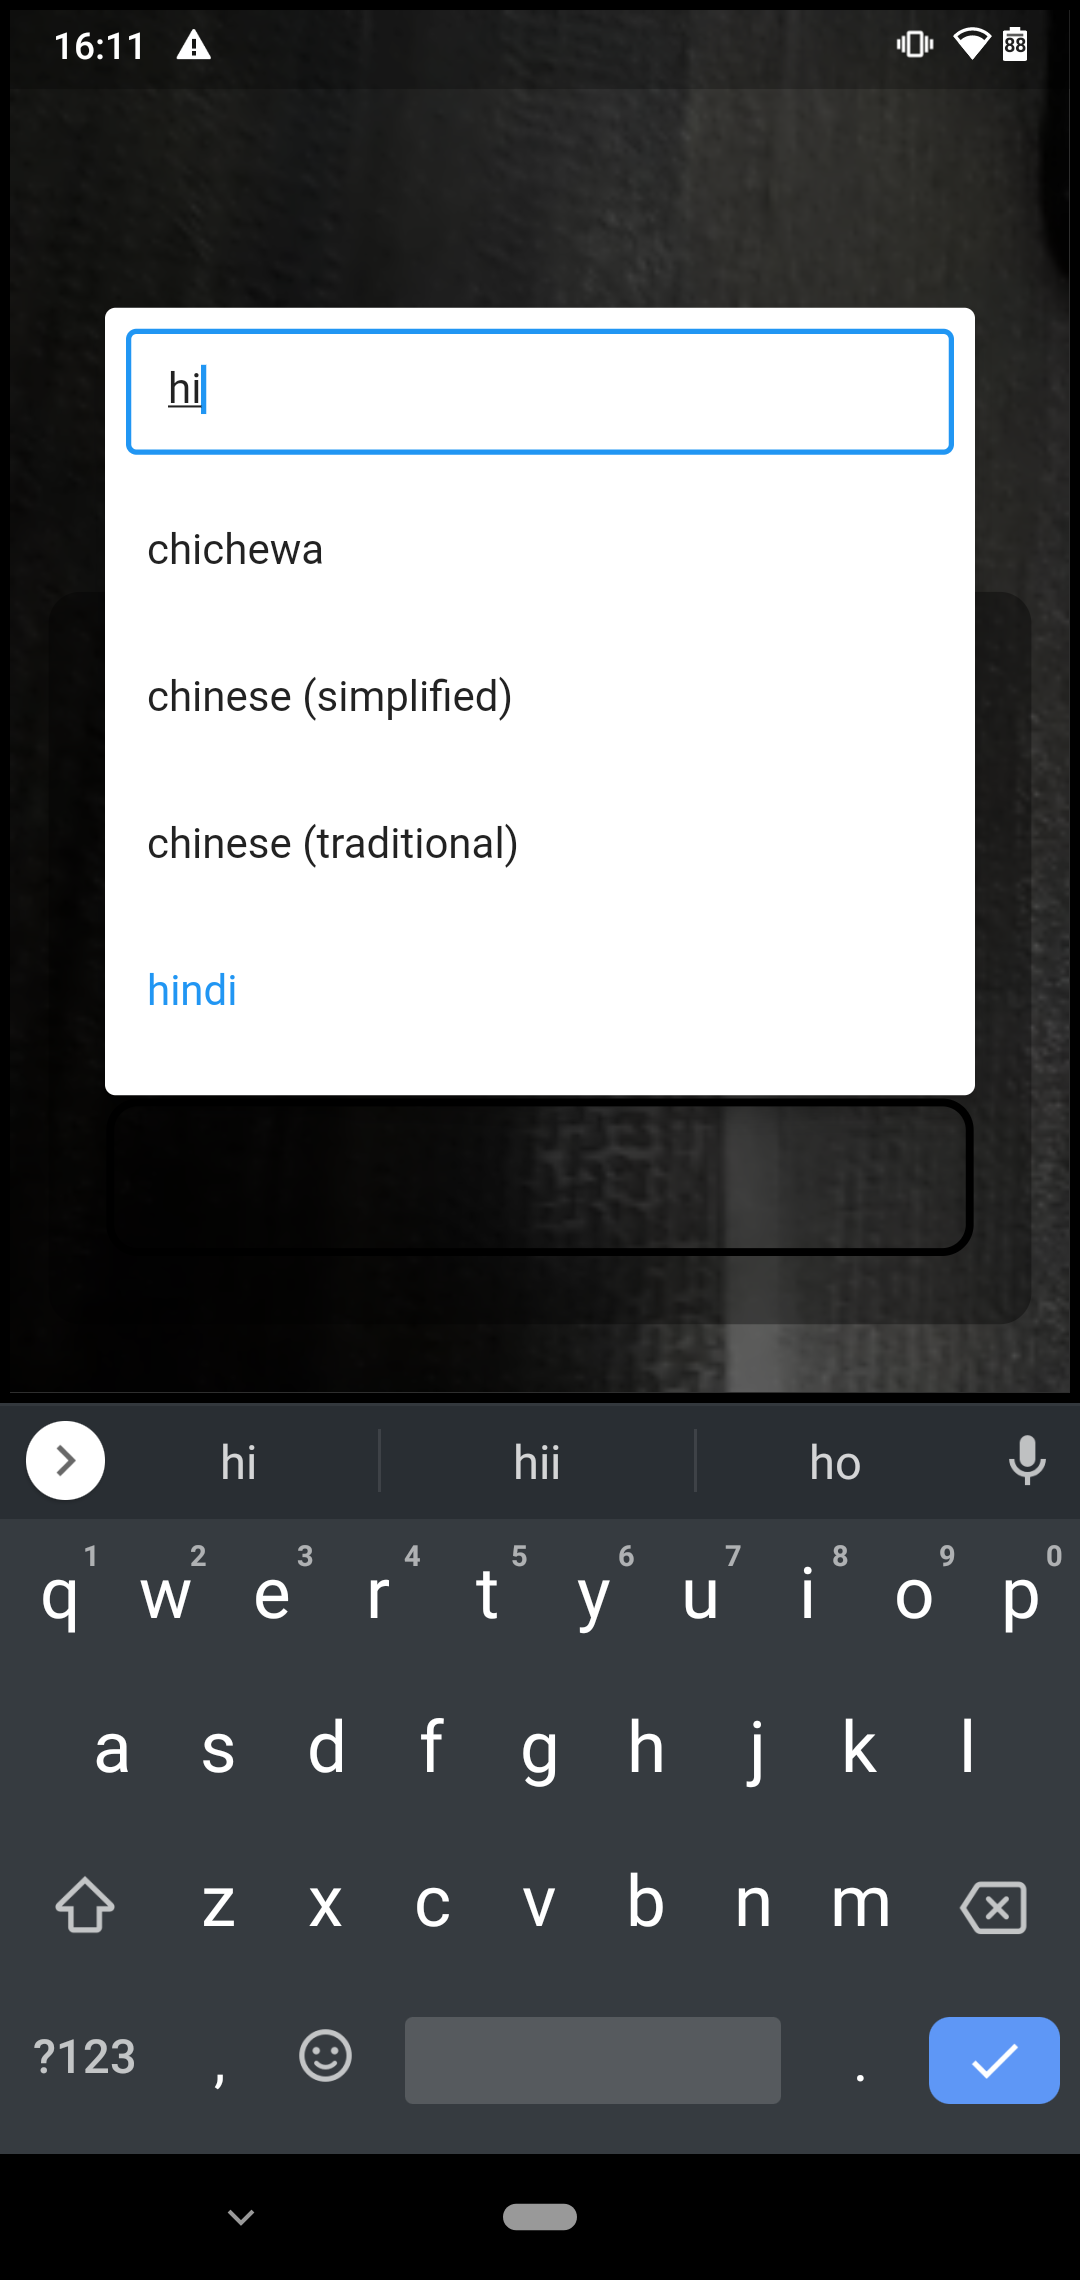 16:11
88
hi
chichewa
chinese (simplified)
chinese (traditional)
hindi
hi hii ho
1 2 3 4 5 6 7 8 9 0
q w e r t y u i o p
a s d f g h j k l
z x c v b n m
?123 , .